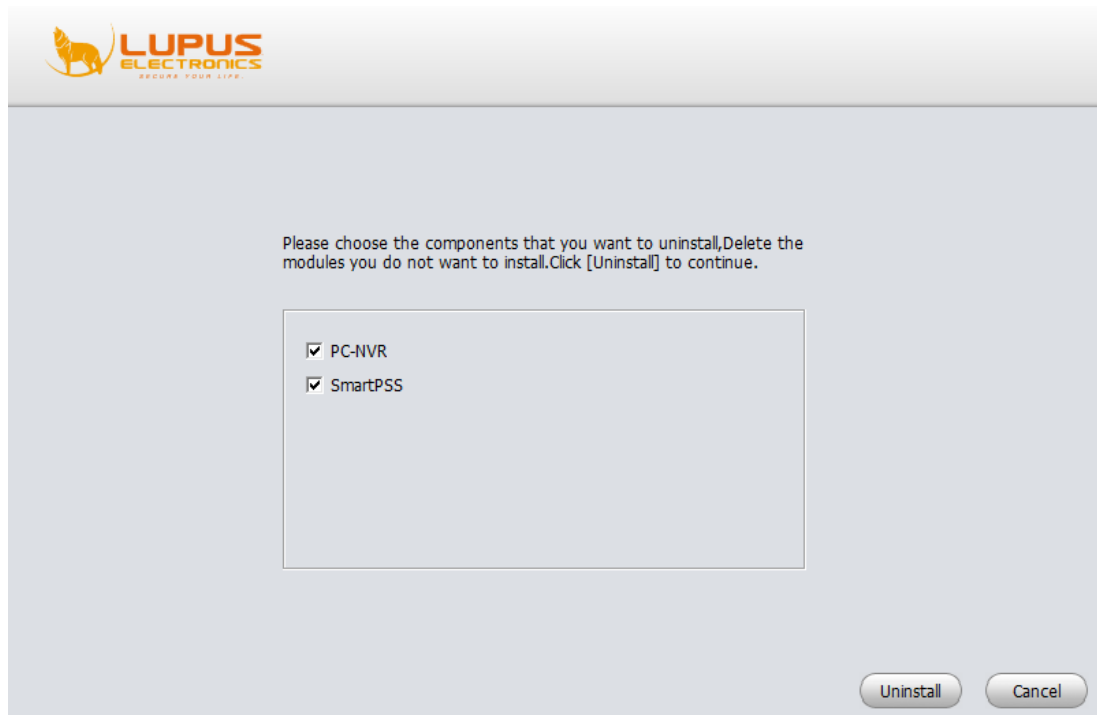 LUPUS
ELECTRONICS
SECURE YOUR LIFE.
Please choose the components that you want to uninstall,Delete the
modules you do not want to install.Click [Uninstall] to continue.
PC-NVR
SmartPSS
Uninstall
Cancel